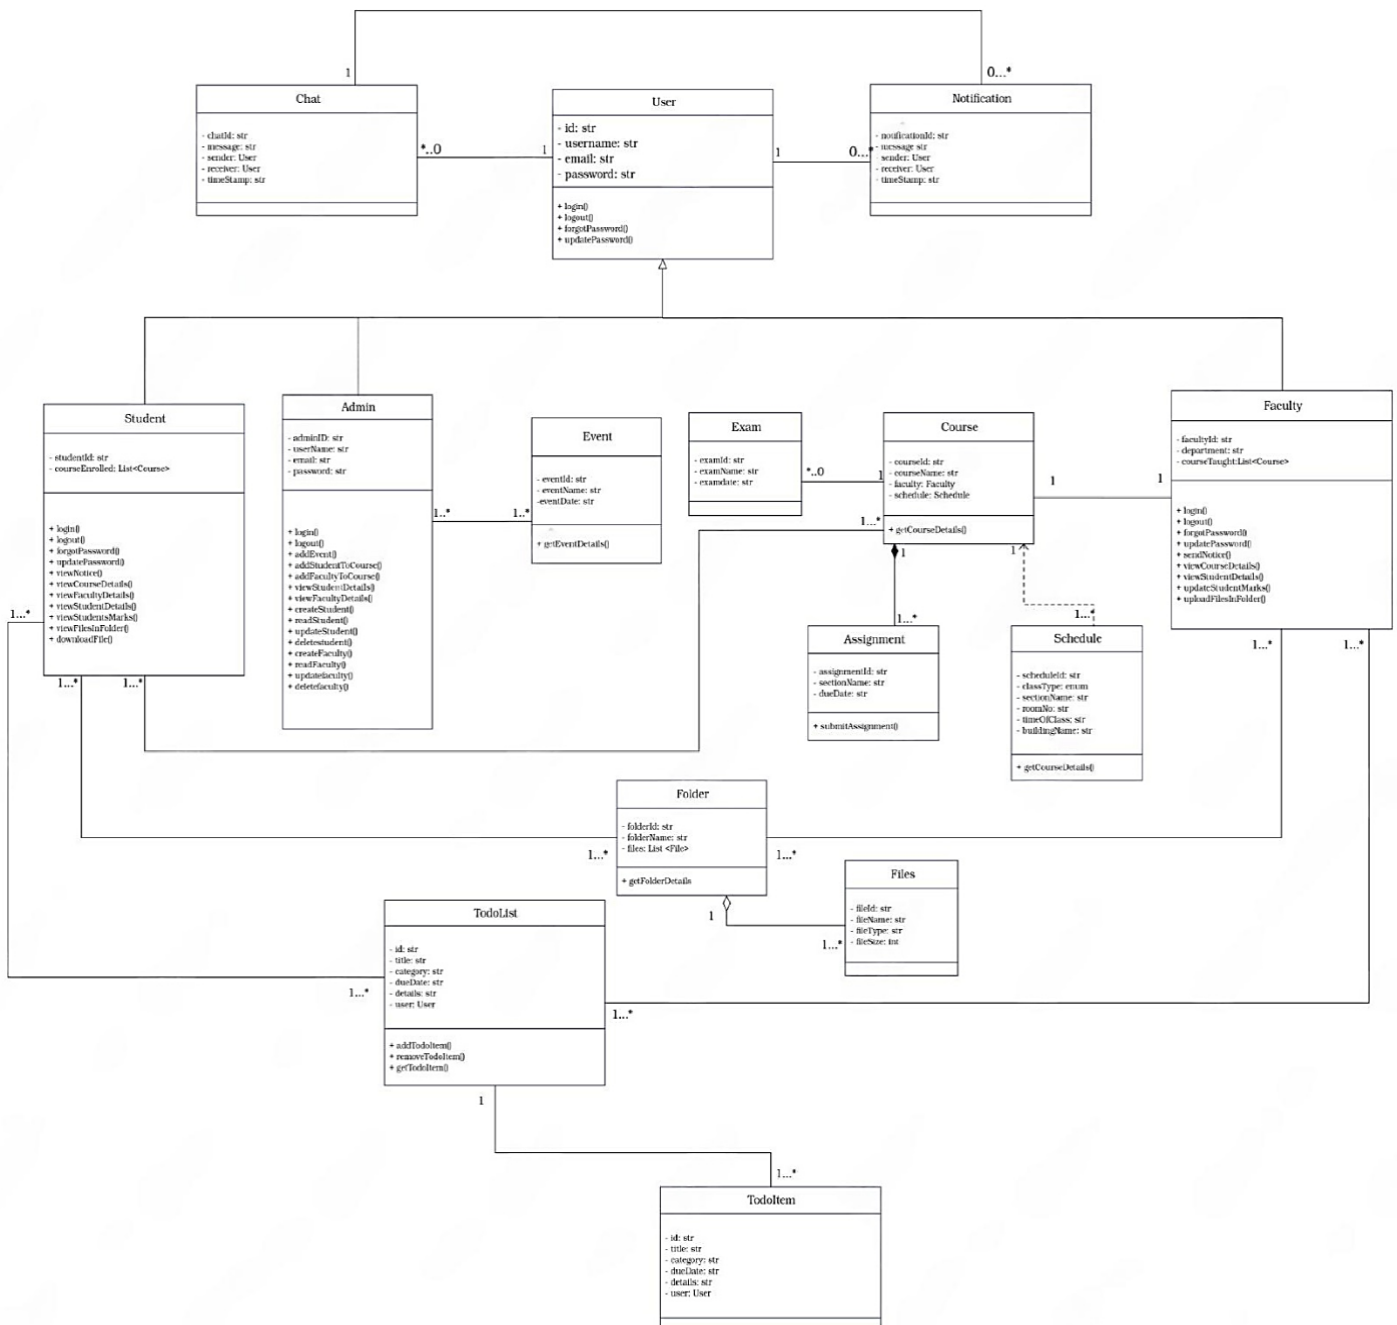 1
0...*
Chat
- chatId: str
- message: str
- sender: User
- receiver: User
- timeStamp: str
*..0
1
User
- id: str
- username: str
- email: str
- password: str
+ login()
+ logout()
+ forgotPassword()
+ updatePassword()
1
0...*
Notification
- notificationId: str
- message str
- sender: User
- receiver: User
- timeStamp: str
Student
- studentId: str
- courseEnrolled: List<Course>
+ login()
+ logout()
+ forgotPassword()
+ updatePassword()
+ viewNotice()
+ viewCourseDetails()
+ viewFacultyDetails()
+ viewStudentDetails()
+ viewStudentsMarks()
+ viewFilesInFolder()
+ downloadFile()
1...*
1...*
1...*
Admin
- adminID: str
- userName: str
- email: str
- password: str
+ login()
+ logout()
+ addEvent()
+ addStudentToCourse()
+ addFacultyToCourse()
+ viewStudentDetails()
+ viewFacultyDetails()
+ createStudent()
+ readStudent()
+ updateStudent()
+ deletestudent()
+ createFaculty()
+ readFaculty()
+ updatefaculty()
+ deletefaculty()
1..*
1..*
Event
- eventId: str
- eventName: str
-eventDate: str
+ getEventDetails()
Exam
- examId: str
- examName: str
- examdate: str
*..0
1
1...*
Course
- courseId: str
- courseName: str
- faculty: Faculty
- schedule: Schedule
+ getCourseDetails()
1
1
1
1
Faculty
- facultyId: str
- department: str
- courseTaught:List<Course>
+ login()
+ logout()
+ forgotPassword()
+ updatePassword()
+ sendNotice()
+ viewCourseDetails()
+ viewStudentDetails()
+ updateStudentMarks()
+ uploadFilesInFolder()
1...*
1...*
1...*
Assignment
- assignmentId: str
- sectionName: str
- dueDate: str
+ submitAssignment()
1...*
Schedule
- scheduleId: str
- classType: enum
- sectionName: str
- roomNo: str
- timeOfClass: str
- buildingName: str
+ getCourseDetails()
Folder
- folderId: str
- folderName: str
- files: List <File>
+ getFolderDetails
1...*
1...*
1
1...*
Files
- fileId: str
- fileName: str
- fileType: str
- fileSize: int
TodoList
- id: str
- title: str
- category: str
- dueDate: str
- details: str
- user: User
+ addTodoItem()
+ removeTodoItem()
+ getTodoItem()
1...*
1...*
1
1...*
TodoItem
- id: str
- title: str
- category: str
- dueDate: str
- details: str
- user: User